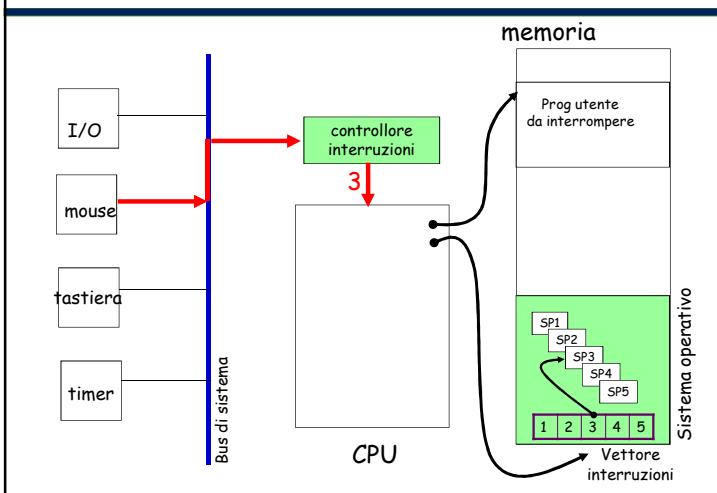 memoria
I/O
mouse
tastiera
timer
Bus di sistema
controllore
interruzioni
3
CPU
Prog utente
da interrompere
SP1
SP2
SP3
SP4
SP5
1 2 3 4 5
Sistema operativo
Vettore
interruzioni